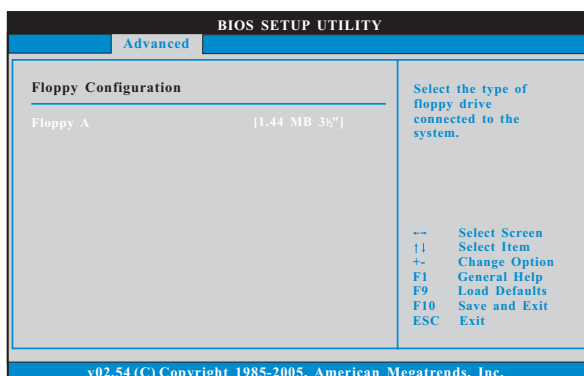 BIOS SETUP UTILITY
Advanced
Floppy Configuration
Floppy A [1.44 MB 3½"]
Select the type of
floppy drive
connected to the
system.
←→ Select Screen
↑↓ Select Item
+- Change Option
F1 General Help
F9 Load Defaults
F10 Save and Exit
ESC Exit
v02.54 (C) Copyright 1985-2005, American Megatrends, Inc.